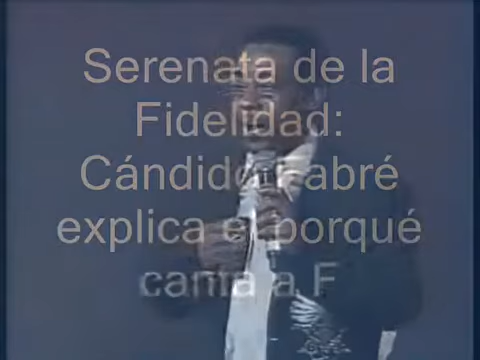 Serenata de la
Fidelidad:
Cándido Fabré
explica el porqué
canta a F